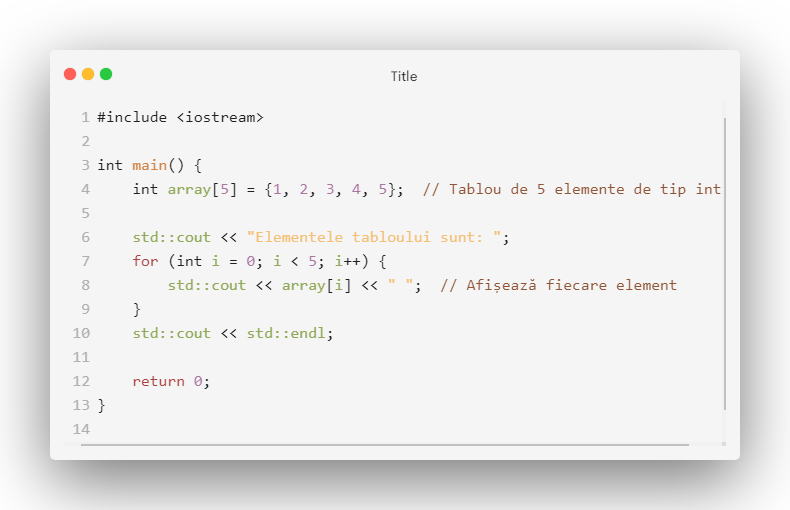 Title
1 #include <iostream>
2
3 int main() {
4     int array[5] = {1, 2, 3, 4, 5};  // Tablou de 5 elemente de tip int
5
6     std::cout << "Elementele tabloului sunt: ";
7     for (int i = 0; i < 5; i++) {
8         std::cout << array[i] << " ";  // Afișează fiecare element
9     }
10     std::cout << std::endl;
11
12     return 0;
13 }
14